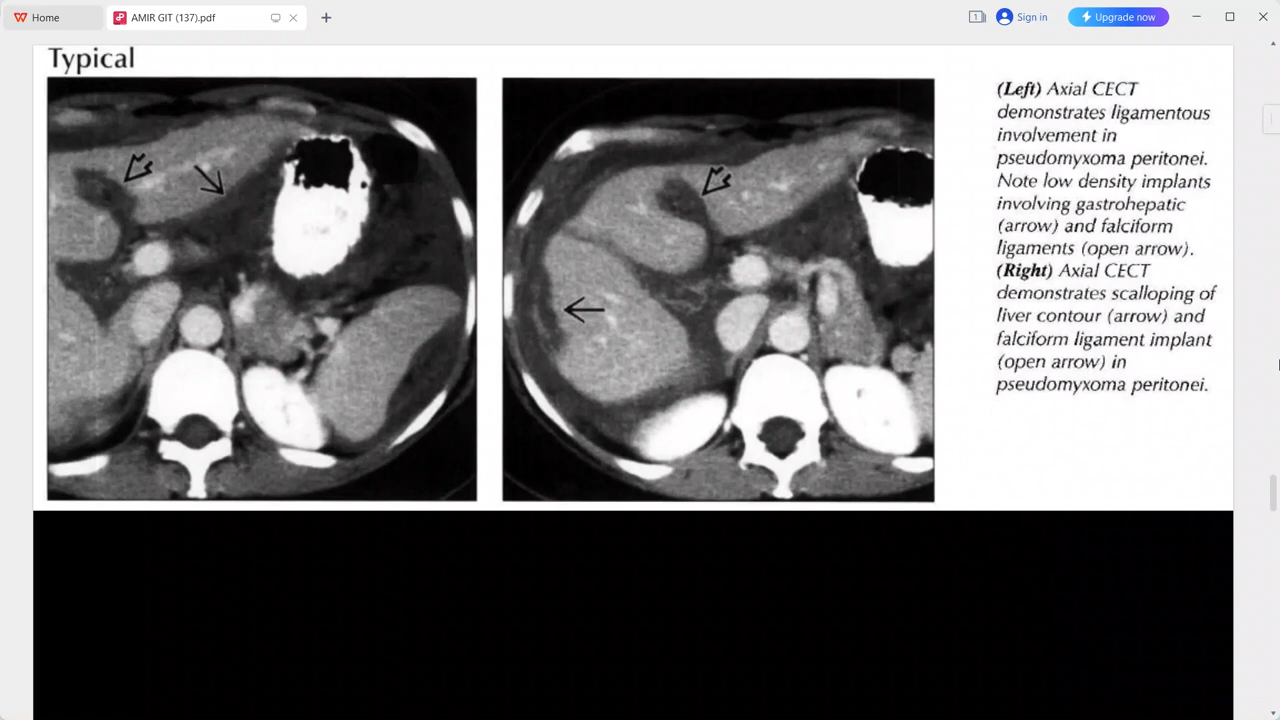 Home
AMIR GIT (137).pdf
1
Sign in
Upgrade now
Typical
(Left) Axial CECT
demonstrates ligamentous
involvement in
pseudomyxoma peritonei.
Note low density implants
involving gastrohepatic
(arrow) and falciform
ligaments (open arrow).
(Right) Axial CECT
demonstrates scalloping of
liver contour (arrow) and
falciform ligament implant
(open arrow) in
pseudomyxoma peritonei.